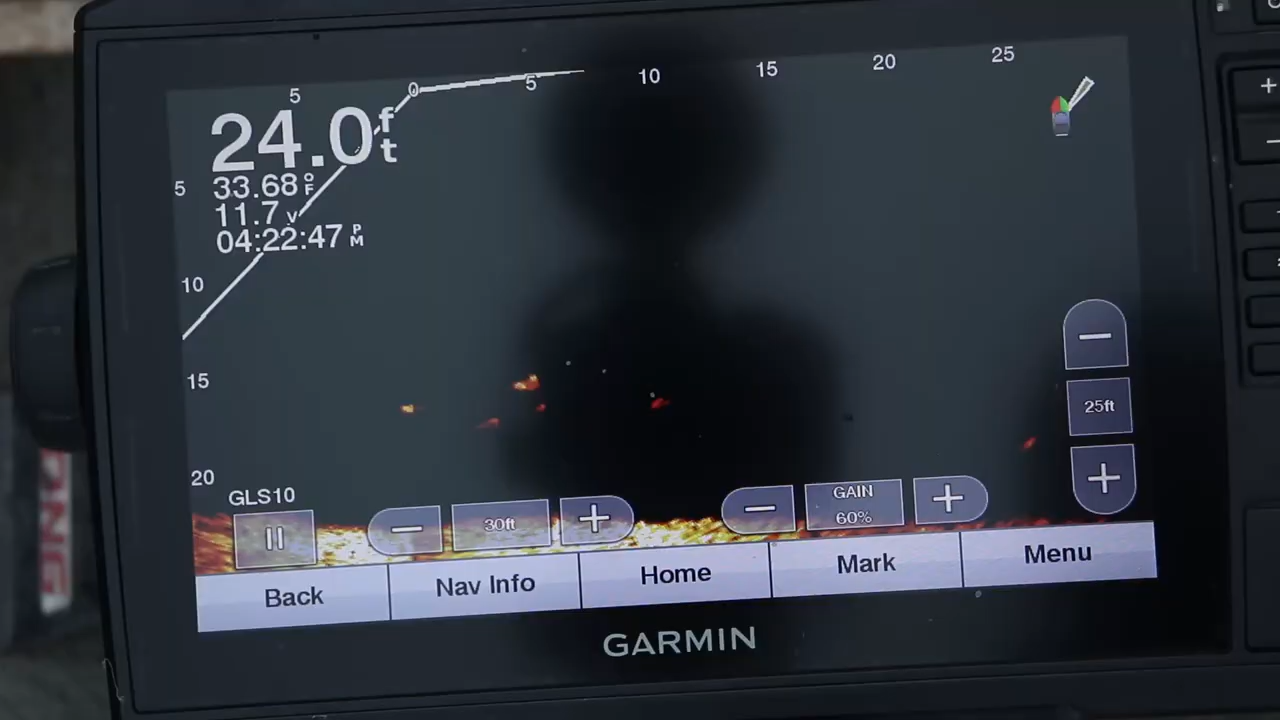 5 0 5 10 15 20 25
24.0 ft
5
33.68 °F
11.7 V
04:22:47 PM
10
15
20
25ft
GLS10
30ft
GAIN
60%
Back Nav Info Home Mark Menu
GARMIN